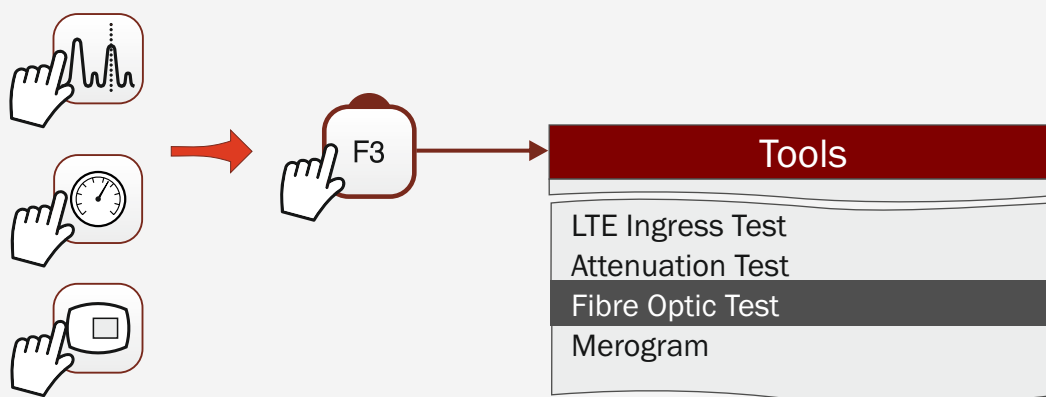 F3
Tools
LTE Ingress Test
Attenuation Test
Fibre Optic Test
Merogram